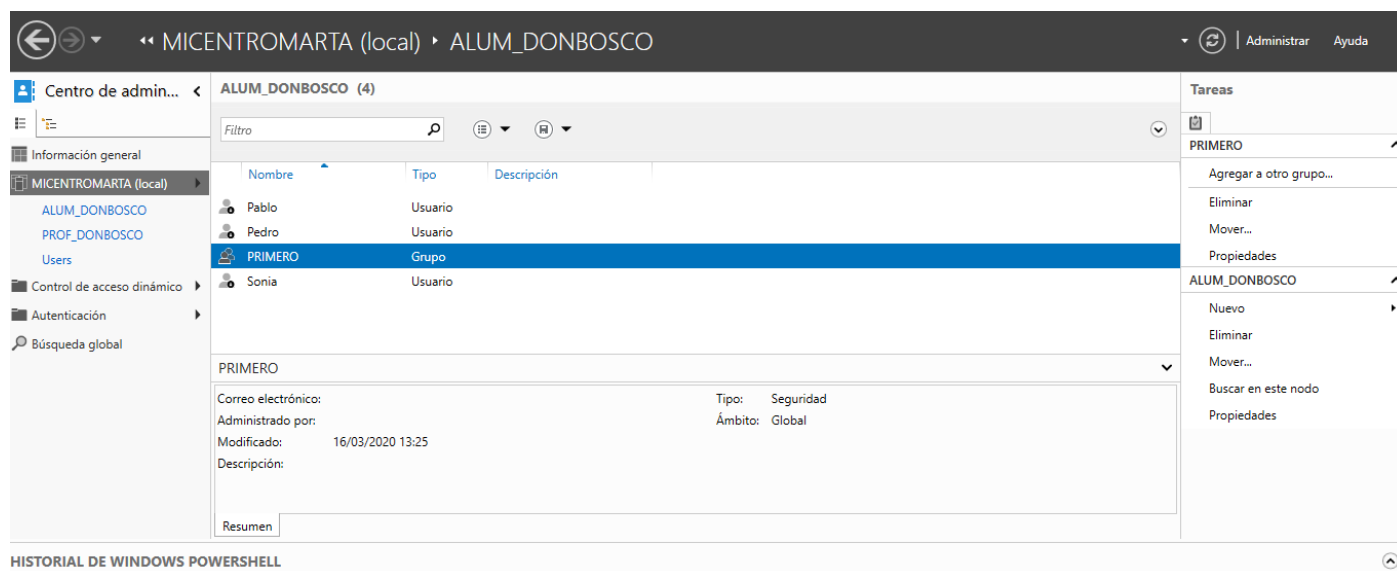 MICENTROMARTA (local) ALUM_DONBOSCO Administrar Ayuda
Centro de admin...
Información general
MICENTROMARTA (local)
ALUM_DONBOSCO
PROF_DONBOSCO
Users
Control de acceso dinámico
Autenticación
Búsqueda global
ALUM_DONBOSCO (4)
Filtro
Nombre Tipo Descripción
Pablo Usuario
Pedro Usuario
PRIMERO Grupo
Sonia Usuario
PRIMERO
Correo electrónico: Tipo: Seguridad
Administrado por: Ámbito: Global
Modificado: 16/03/2020 13:25
Descripción:
Resumen
Tareas
PRIMERO
Agregar a otro grupo...
Eliminar
Mover...
Propiedades
ALUM_DONBOSCO
Nuevo
Eliminar
Mover...
Buscar en este nodo
Propiedades
HISTORIAL DE WINDOWS POWERSHELL